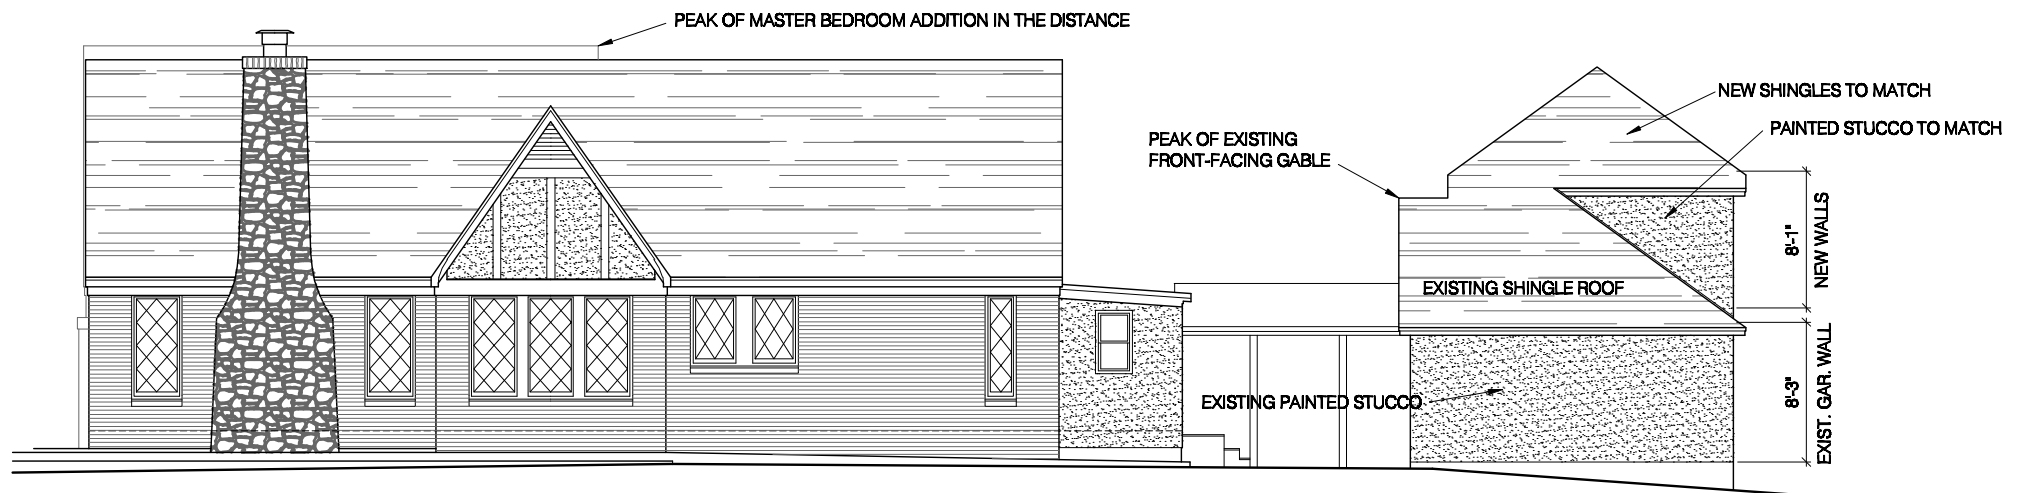 PEAK OF MASTER BEDROOM ADDITION IN THE DISTANCE
NEW SHINGLES TO MATCH
PAINTED STUCCO TO MATCH
PEAK OF EXISTING
FRONT-FACING GABLE
8'-1"
NEW WALLS
EXISTING SHINGLE ROOF
8'-3"
EXIST. GAR. WALL
EXISTING PAINTED STUCCO